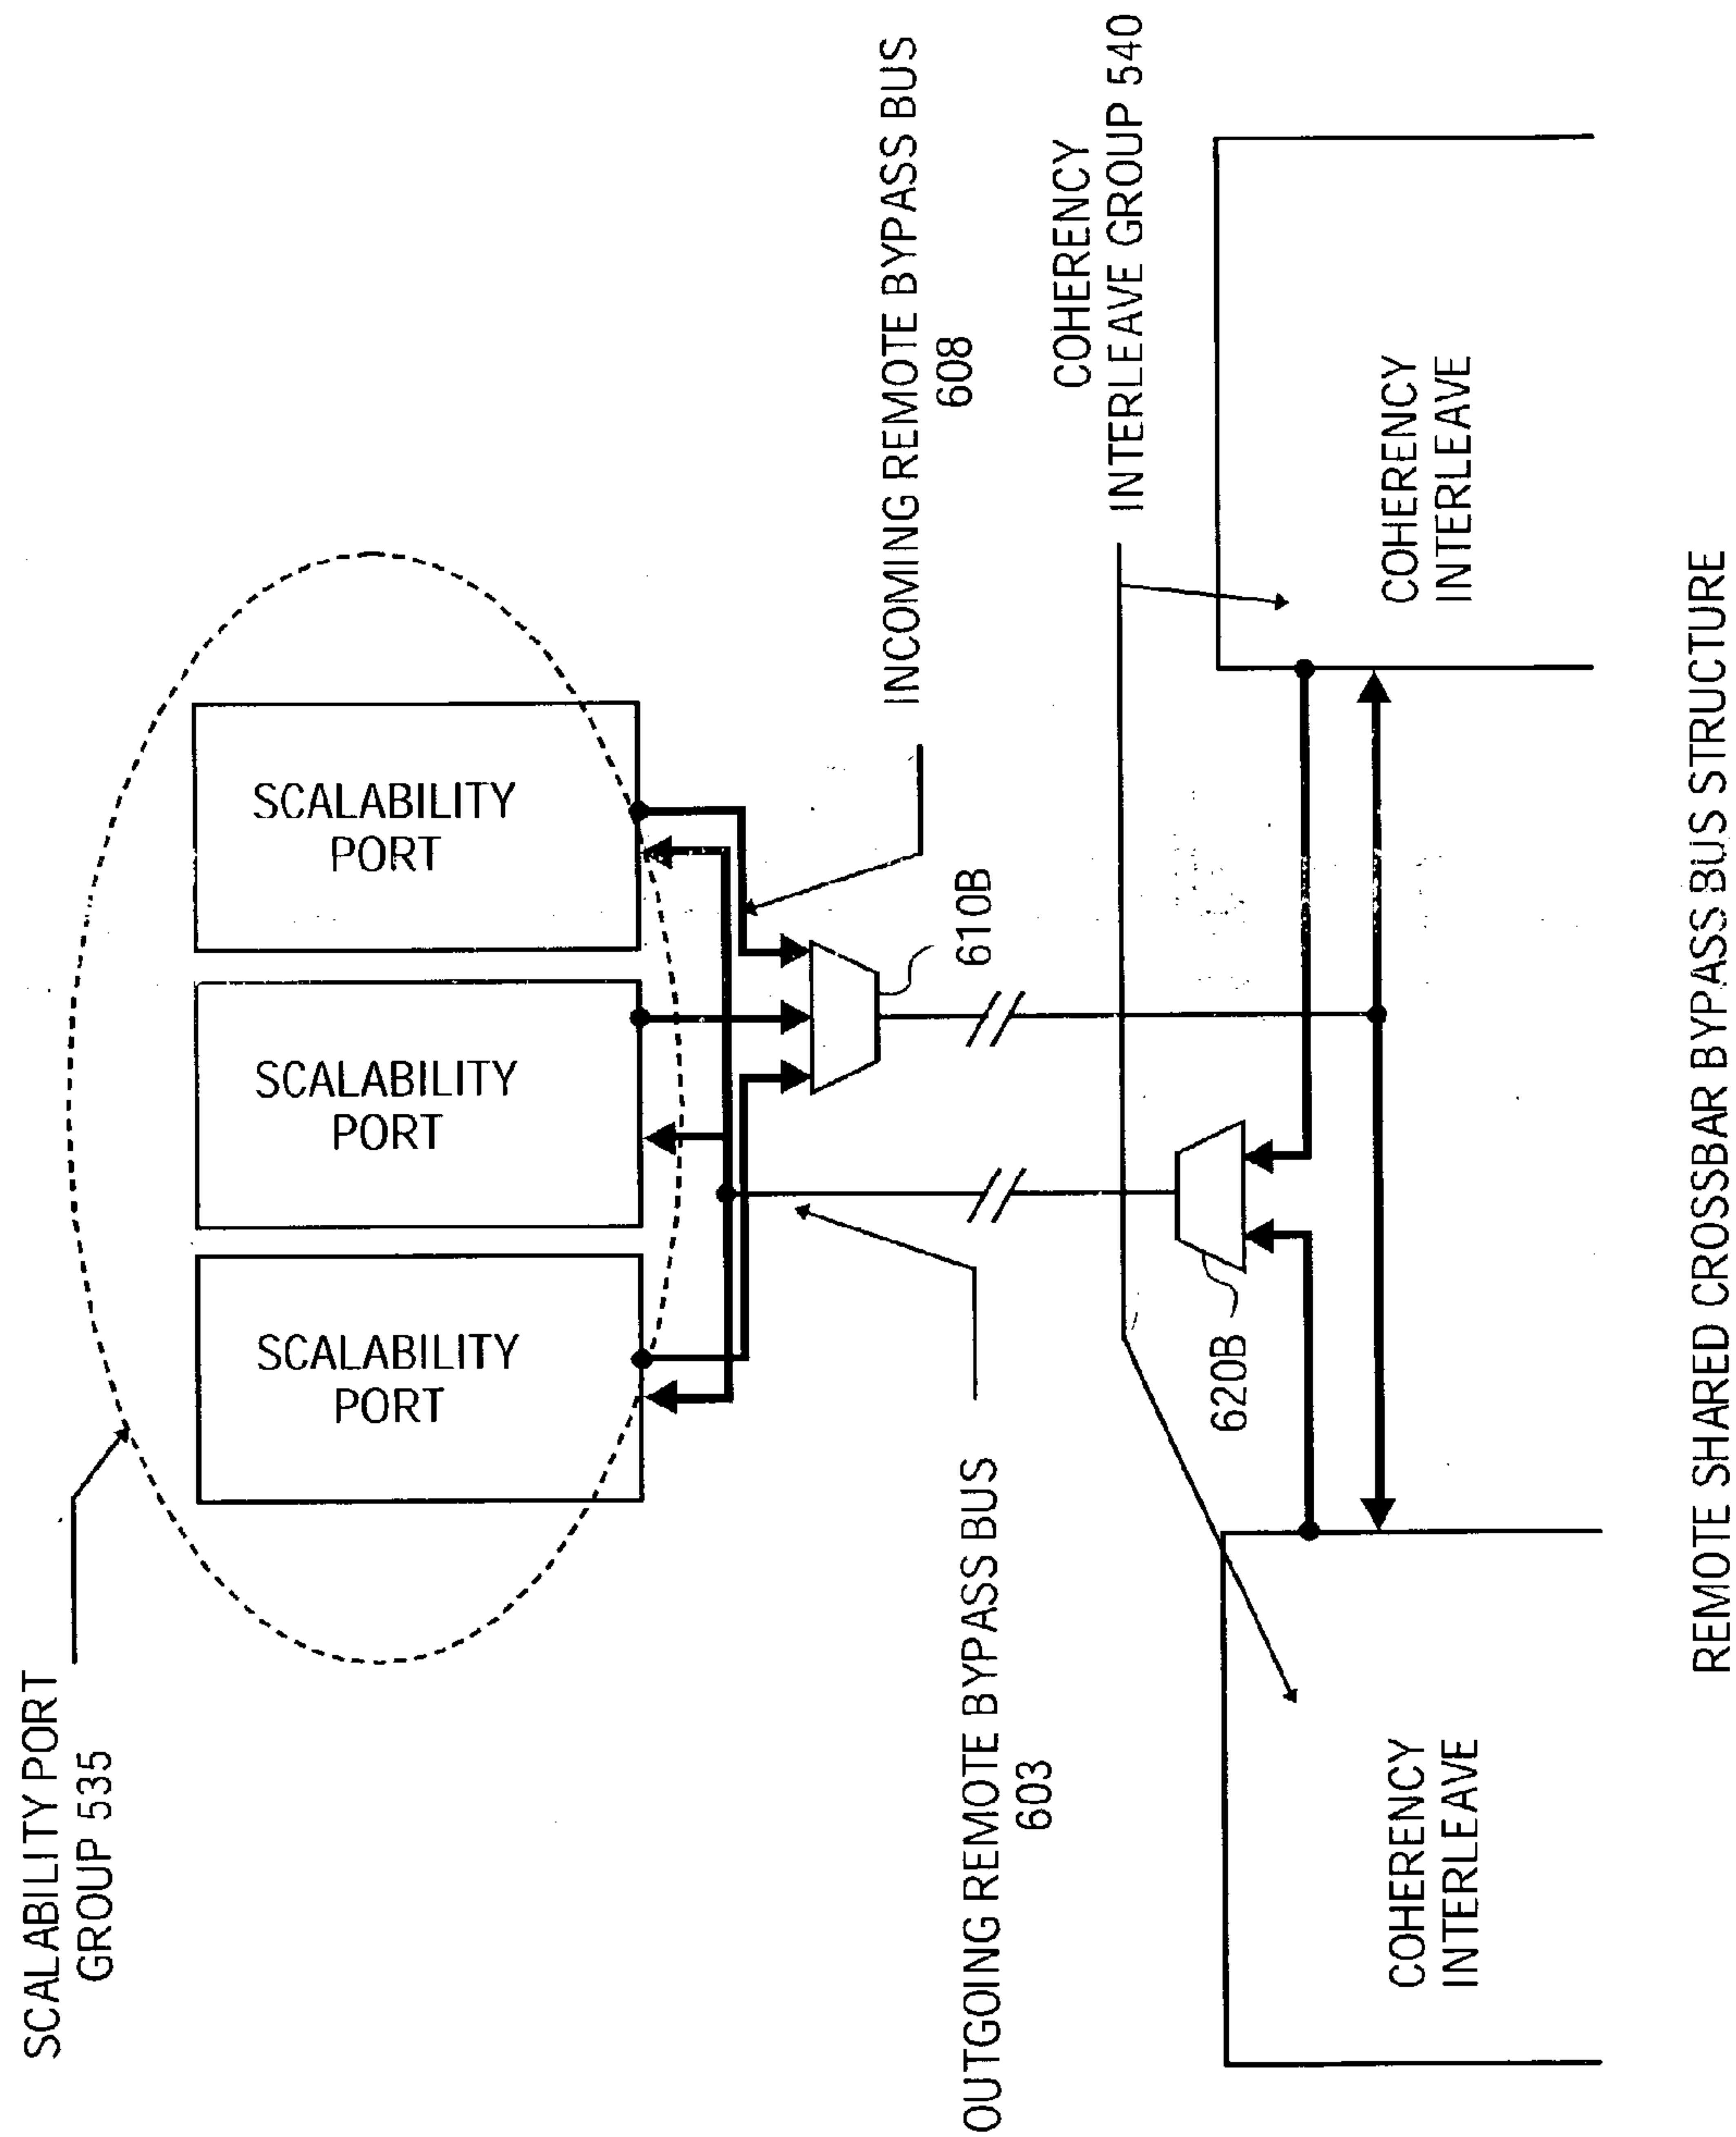 SCALABILITY PORT
GROUP 535
SCALABILITY
PORT
SCALABILITY
PORT
SCALABILITY
PORT
INCOMING REMOTE BYPASS BUS
608
610B
OUTGOING REMOTE BYPASS BUS
603
COHERENCY
INTERLEAVE GROUP 540
620B
COHERENCY
INTERLEAVE
COHERENCY
INTERLEAVE
REMOTE SHARED CROSSBAR BYPASS BUS STRUCTURE